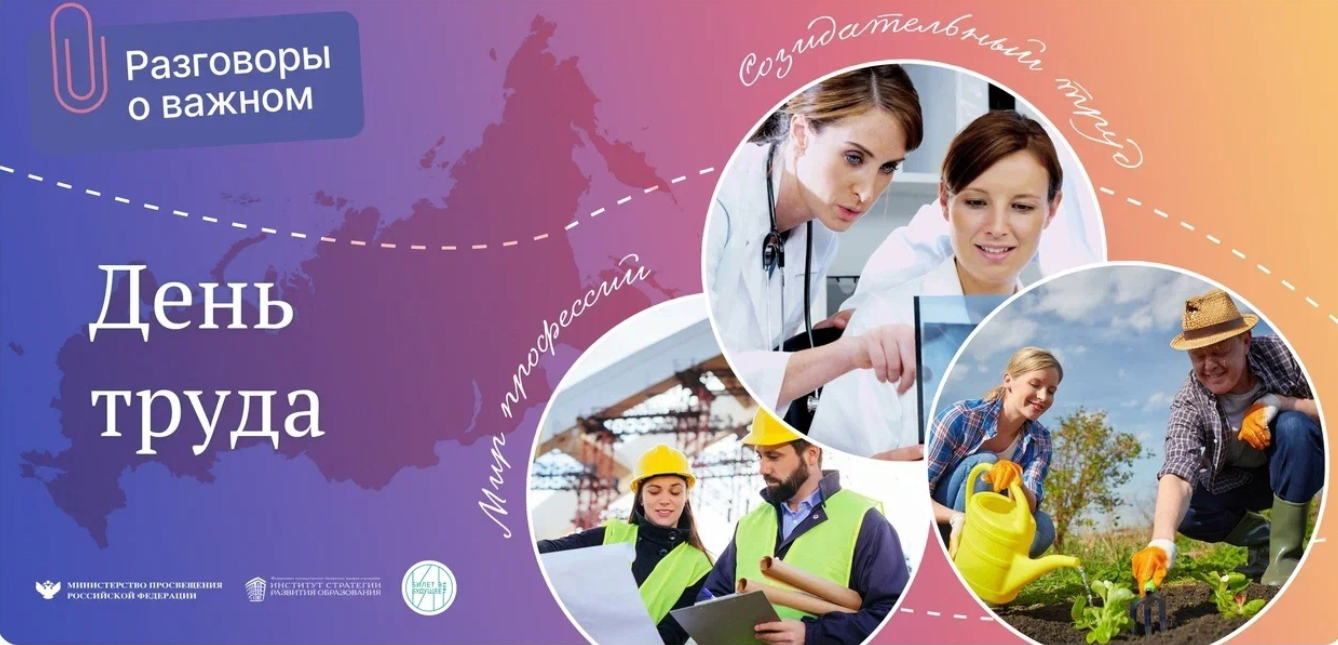 Разговоры
о важном
День
труда
Созидательный труд
Мир профессий
МИНИСТЕРСТВО ПРОСВЕЩЕНИЯ
РОССИЙСКОЙ ФЕДЕРАЦИИ
ИНСТИТУТ СТРАТЕГИИ
РАЗВИТИЯ ОБРАЗОВАНИЯ
БИЛЕТ В
БУДУЩЕЕ